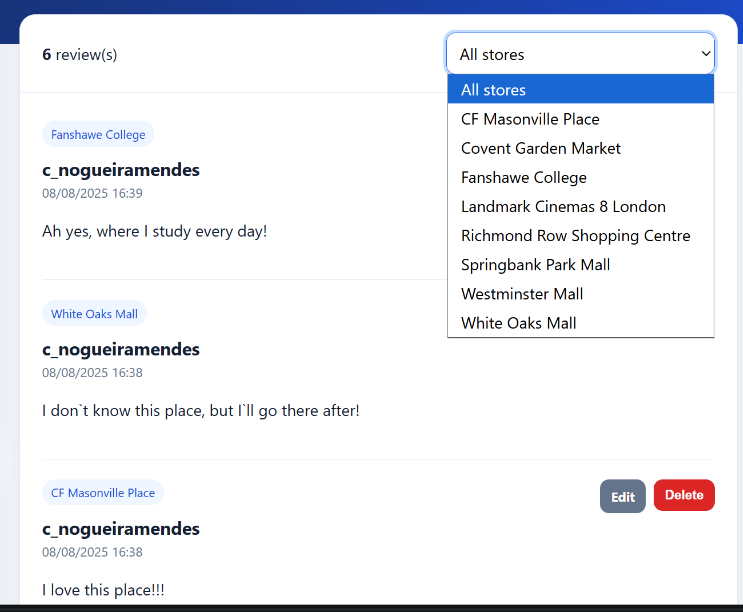 6 review(s)
All stores
All stores
CF Masonville Place
Covent Garden Market
Fanshawe College
Landmark Cinemas 8 London
Richmond Row Shopping Centre
Springbank Park Mall
Westminster Mall
White Oaks Mall
Fanshawe College
c_nogueiramendes
08/08/2025 16:39
Ah yes, where I study every day!
White Oaks Mall
c_nogueiramendes
08/08/2025 16:38
I don`t know this place, but I`ll go there after!
CF Masonville Place
Edit
Delete
c_nogueiramendes
08/08/2025 16:38
I love this place!!!